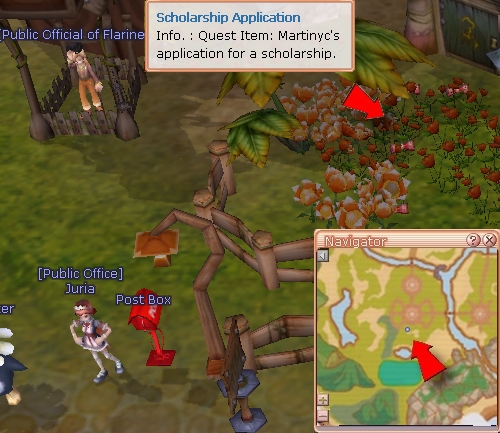 Scholarship Application
Info. : Quest Item: Martinyc's
application for a scholarship.
[Public Official of Flarine
[Public Office]
Juria
Post Box
ter
Navigator